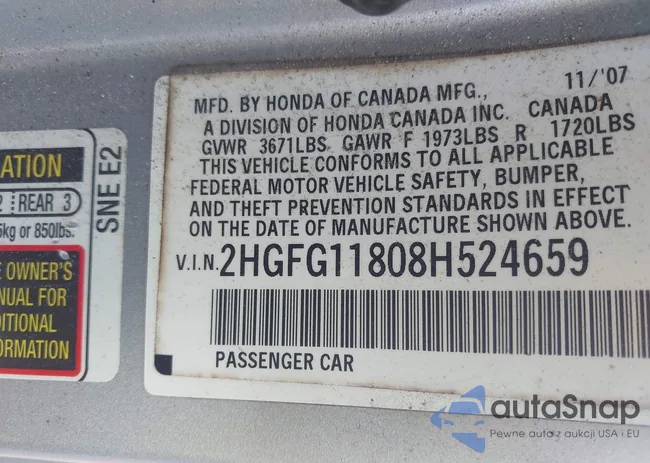 11/'07
MFD. BY HONDA OF CANADA MFG.,
A DIVISION OF HONDA CANADA INC. CANADA
GVWR 3671LBS GAWR F 1973LBS R 1720LBS
THIS VEHICLE CONFORMS TO ALL APPLICABLE
FEDERAL MOTOR VEHICLE SAFETY, BUMPER,
AND THEFT PREVENTION STANDARDS IN EFFECT
ON THE DATE OF MANUFACTURE SHOWN ABOVE.
V.I.N. 2HGFG11808H524659
PASSENGER CAR
ATION
2 REAR 3
5kg or 850lbs.
E OWNER'S
NUAL FOR
DITIONAL
ORMATION
SNE E2
autaSnap
Pewne auta z aukcji USA i EU